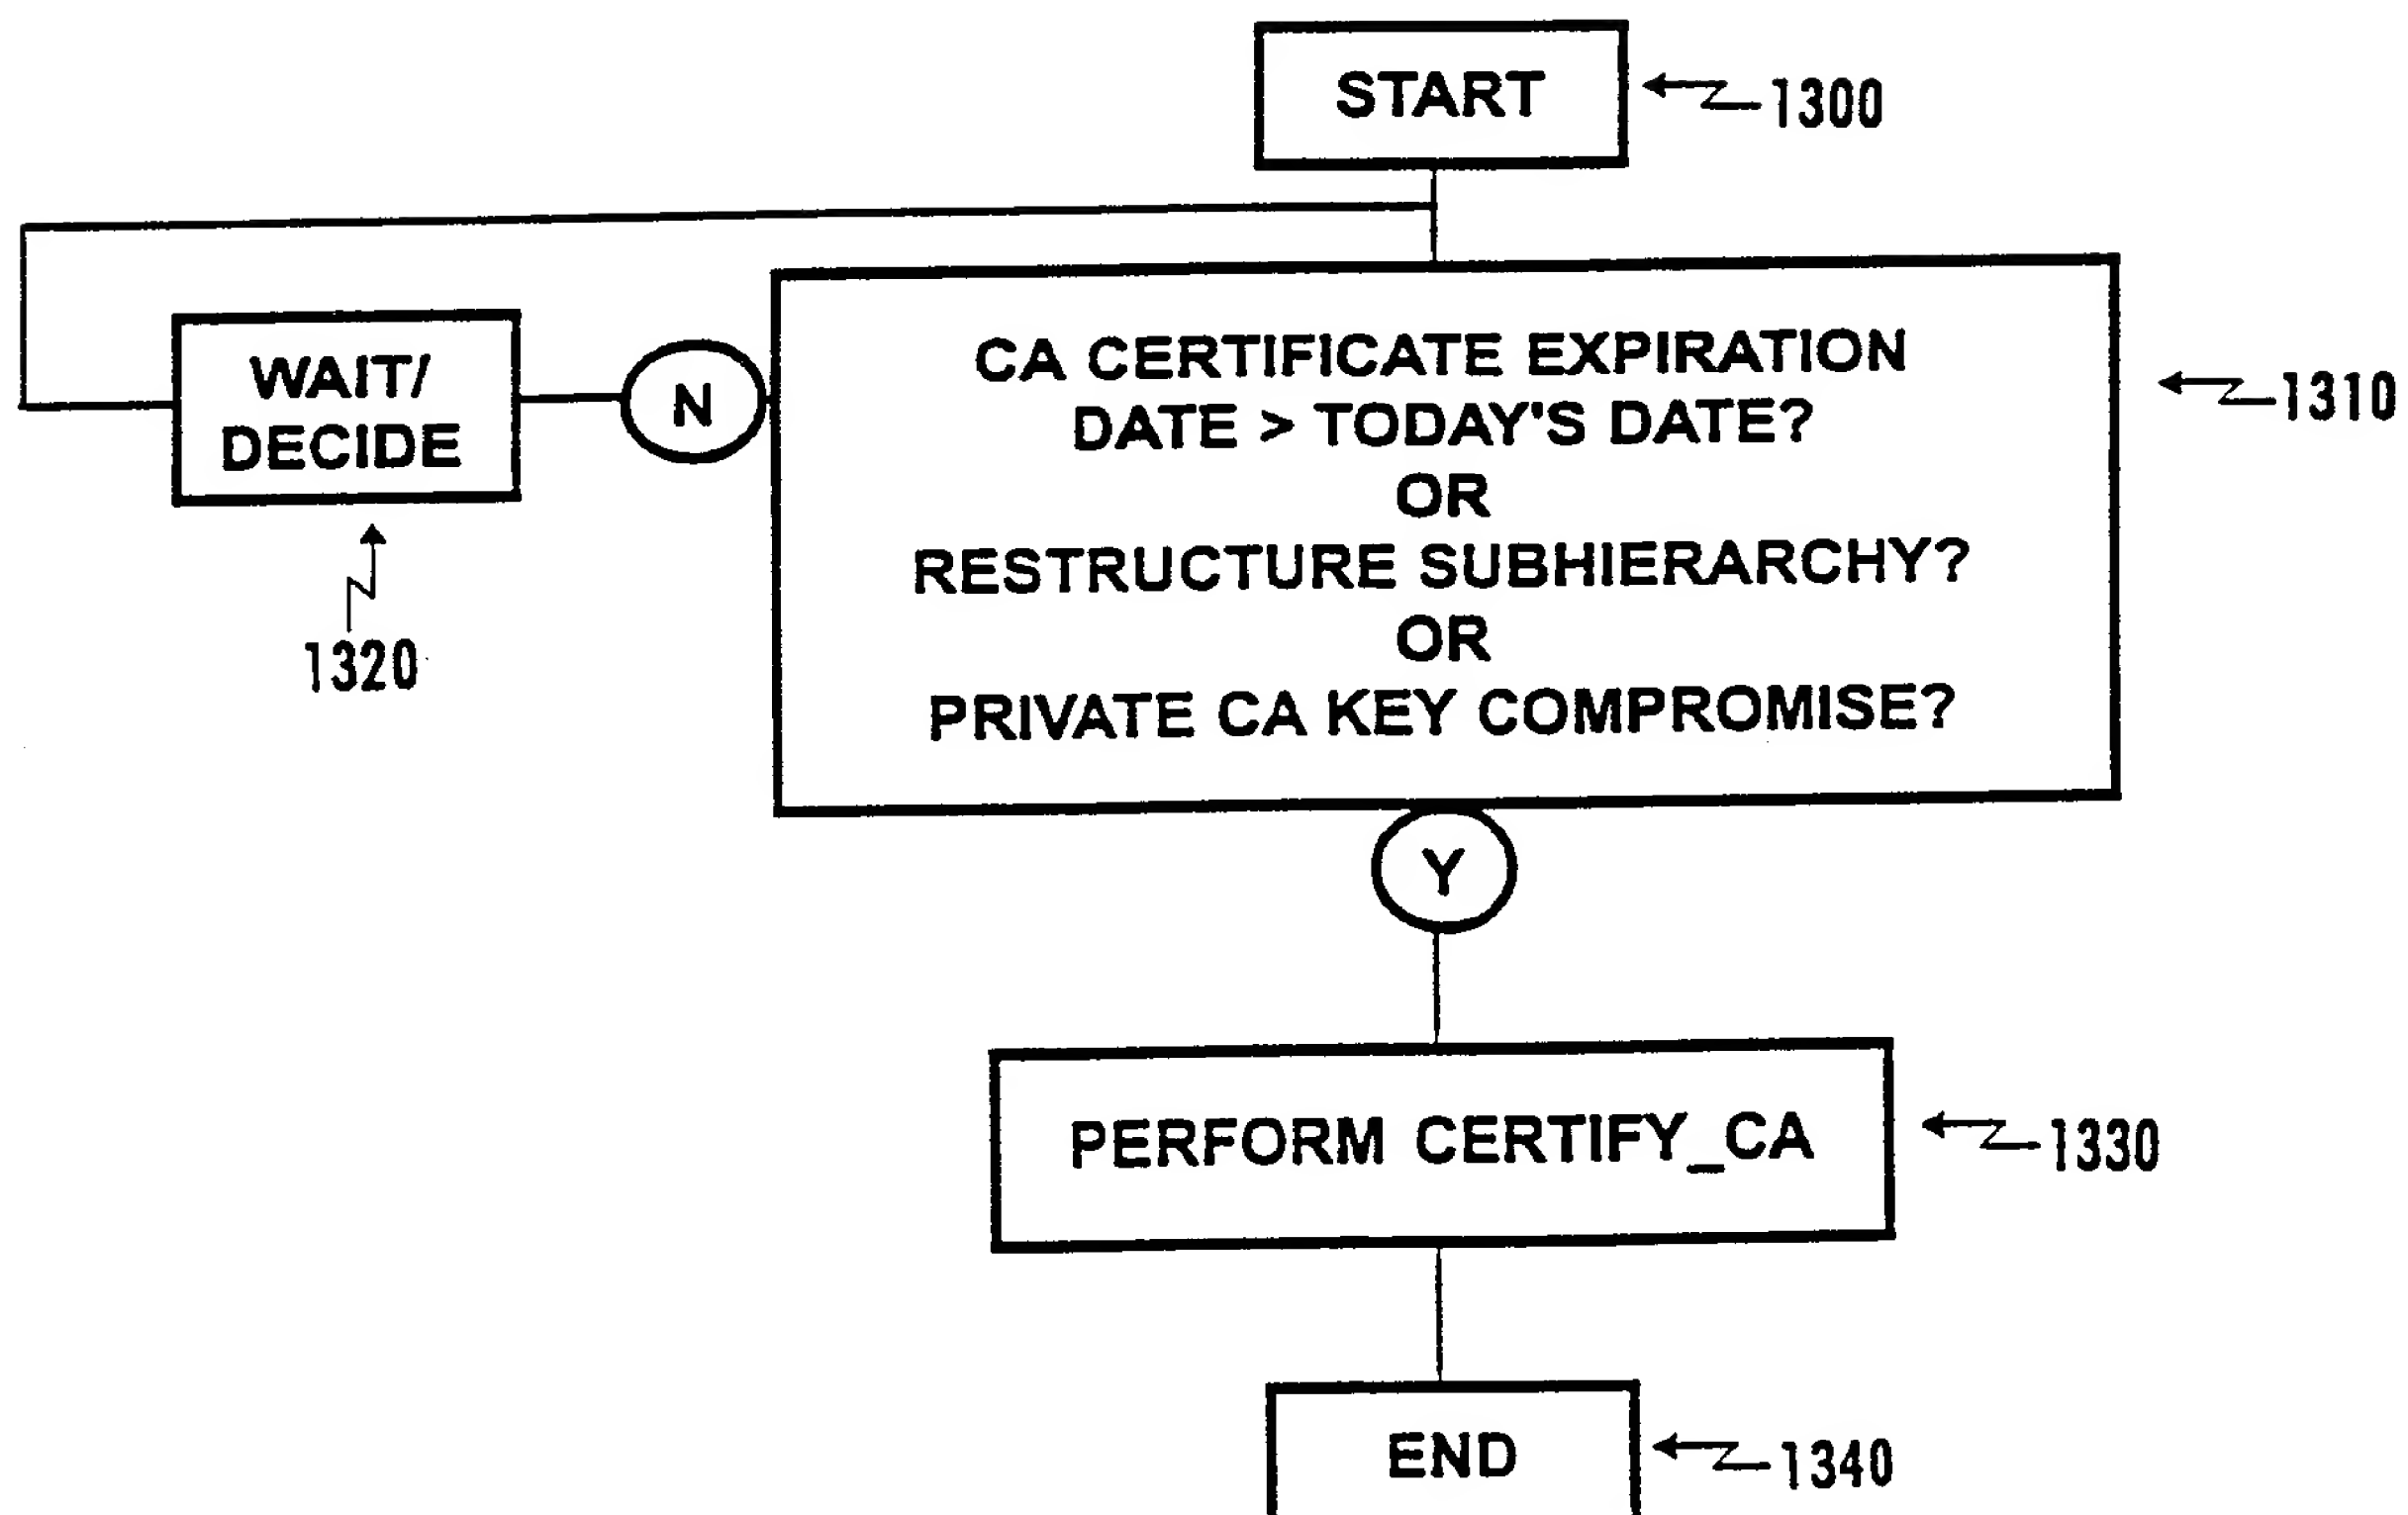 START
1300
CA CERTIFICATE EXPIRATION
DATE > TODAY'S DATE?
OR
RESTRUCTURE SUBHIERARCHY?
OR
PRIVATE CA KEY COMPROMISE?
1310
N
WAIT/
DECIDE
1320
Y
PERFORM CERTIFY_CA
1330
END
1340